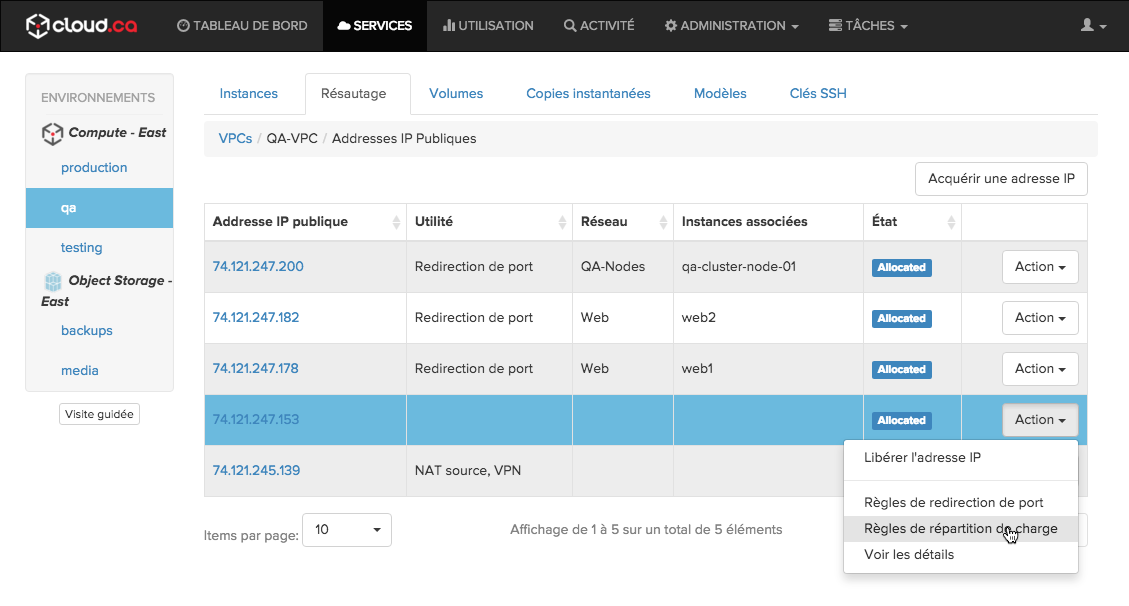 cloud.ca TABLEAU DE BORD SERVICES UTILISATION ACTIVITÉ ADMINISTRATION TÂCHES
ENVIRONNEMENTS
Compute - East
production
qa
testing
Object Storage -
East
backups
media
Visite guidée
Instances Résautage Volumes Copies instantanées Modèles Clés SSH
VPCs / QA-VPC / Addresses IP Publiques
Acquérir une adresse IP
Addresse IP publique Utilité Réseau Instances associées État
74.121.247.200 Redirection de port QA-Nodes qa-cluster-node-01 Allocated Action
74.121.247.182 Redirection de port Web web2 Allocated Action
74.121.247.178 Redirection de port Web web1 Allocated Action
74.121.247.153 Allocated Action
74.121.245.139 NAT source, VPN
Libérer l'adresse IP
Règles de redirection de port
Règles de répartition de charge
Voir les détails
Items par page: 10 Affichage de 1 à 5 sur un total de 5 éléments